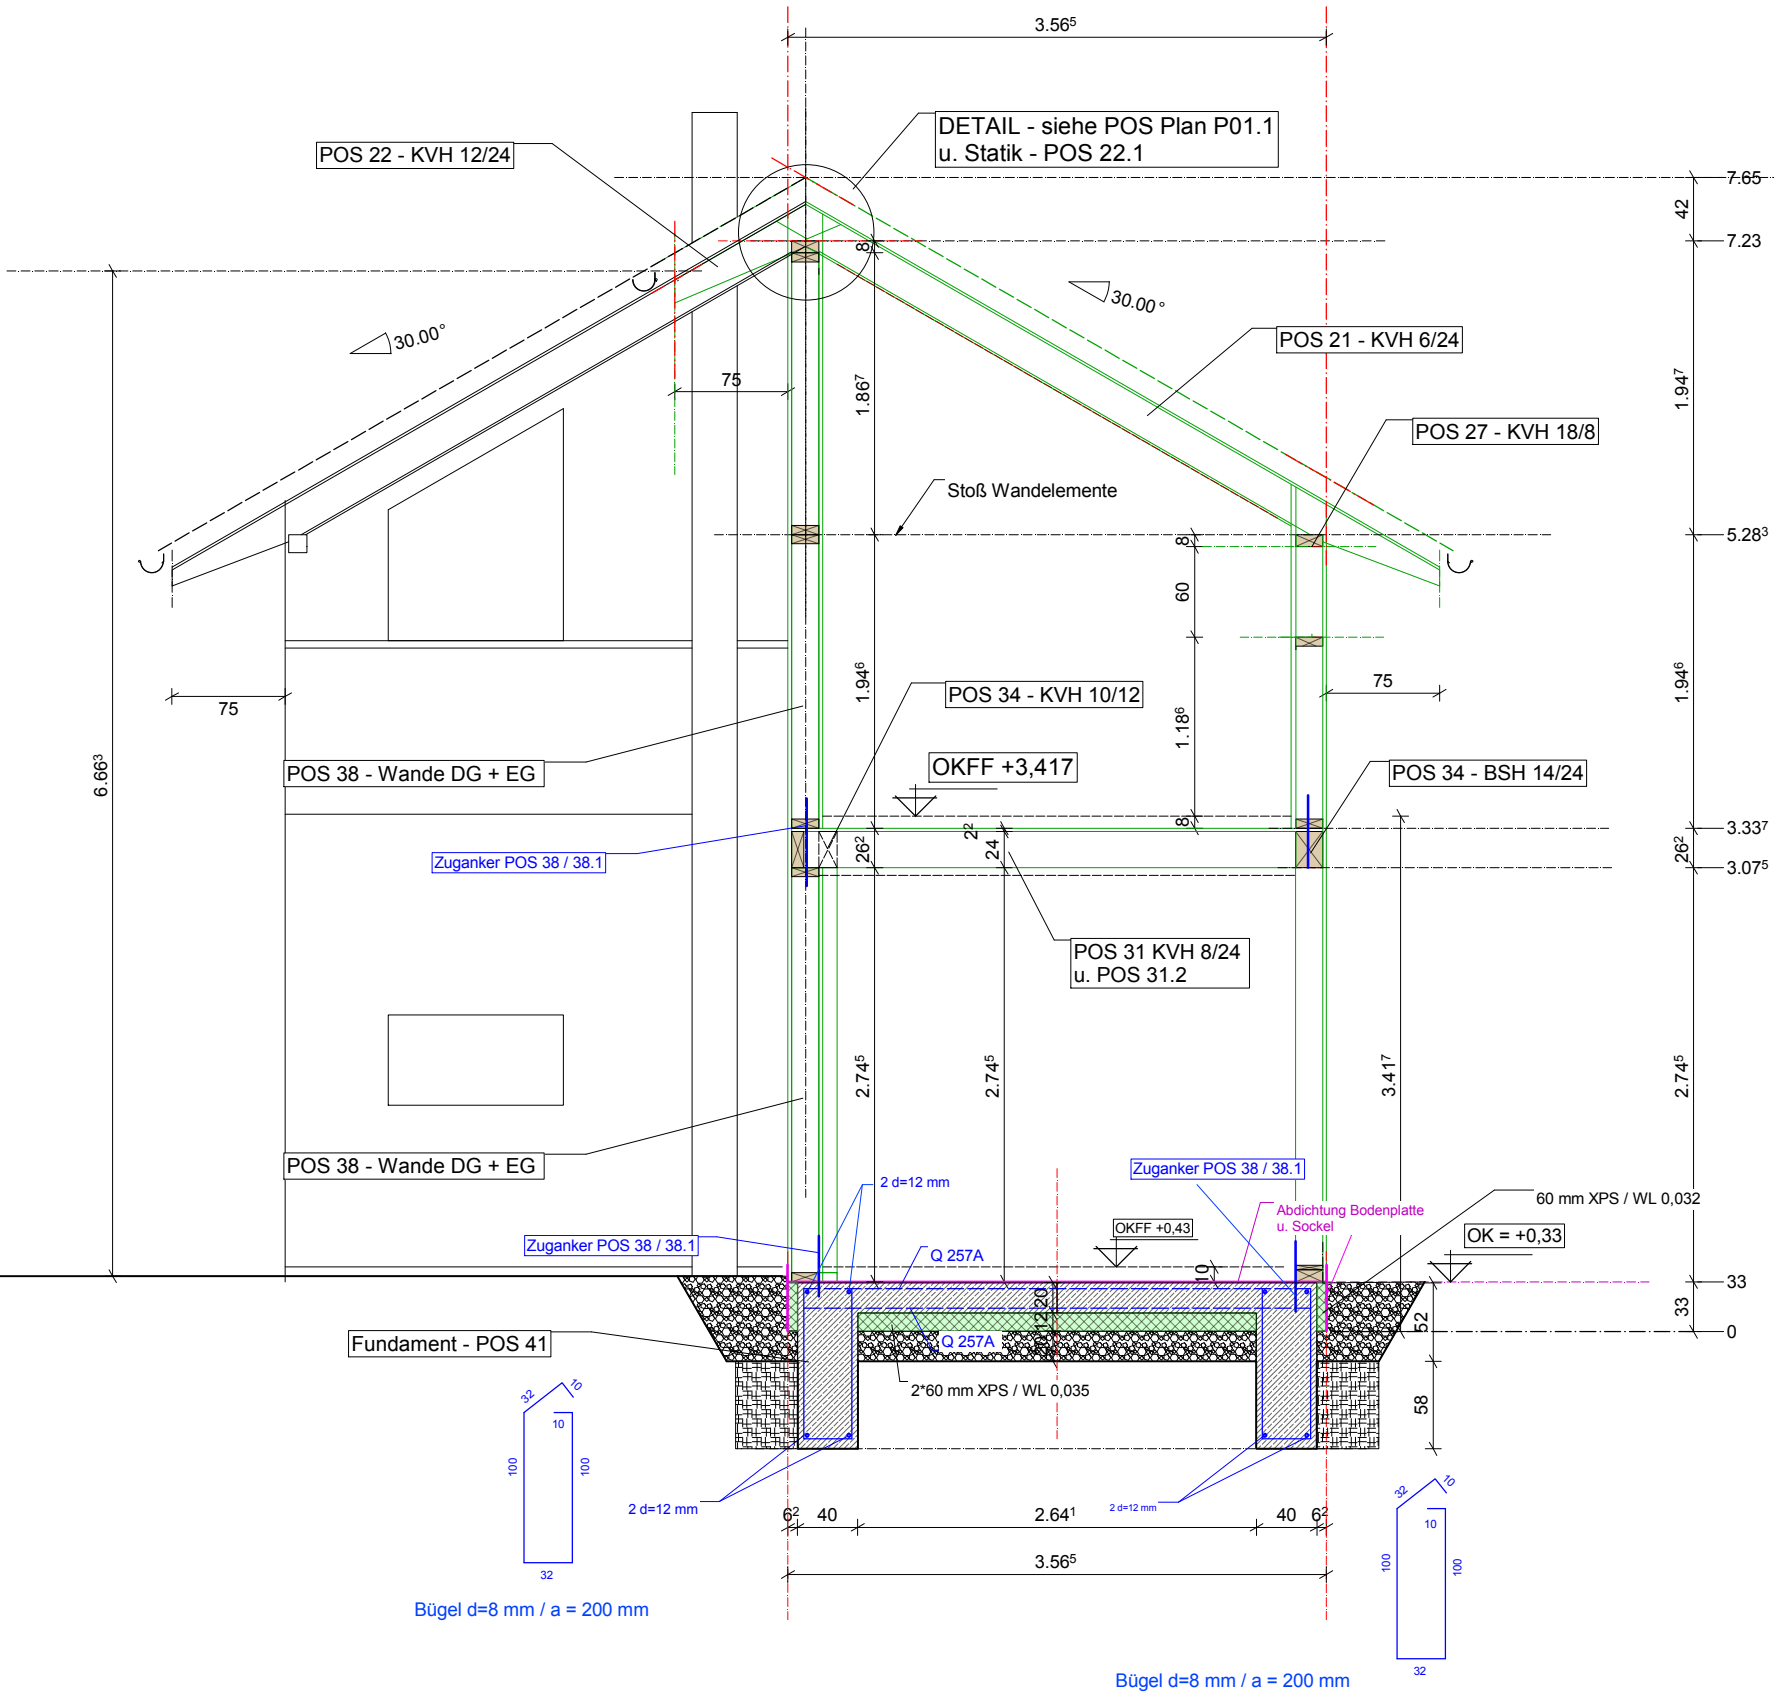 3.56⁵
DETAIL - siehe POS Plan P01.1
u. Statik - POS 22.1
POS 22 - KVH 12/24
7.65
42
7.23
8
30.00°
30.00°
POS 21 - KVH 6/24
75
1.86⁷
1.94⁷
POS 27 - KVH 18/8
Stoß Wandelemente
5.28³
8
60
75
1.94⁶
POS 34 - KVH 10/12
75
1.18⁶
1.94⁶
6.66³
POS 38 - Wande DG + EG
OKFF +3,417
POS 34 - BSH 14/24
8
3.33⁷
2²
26²
24
26²
3.07⁵
Zuganker POS 38 / 38.1
POS 31 KVH 8/24
u. POS 31.2
2.74⁵
2.74⁵
3.41⁷
2.74⁵
POS 38 - Wande DG + EG
2 d=12 mm
Zuganker POS 38 / 38.1
60 mm XPS / WL 0,032
Abdichtung Bodenplatte
u. Sockel
OKFF +0,43
OK = +0,33
Zuganker POS 38 / 38.1
Q 257A
10
33
20
12
52
33
0
Fundament - POS 41
Q 257A
2*60 mm XPS / WL 0,035
58
32
10
10
100
100
32
2 d=12 mm
2 d=12 mm
6²
40
2.64¹
40
6²
3.56⁵
32
10
10
100
100
32
Bügel d=8 mm / a = 200 mm
Bügel d=8 mm / a = 200 mm